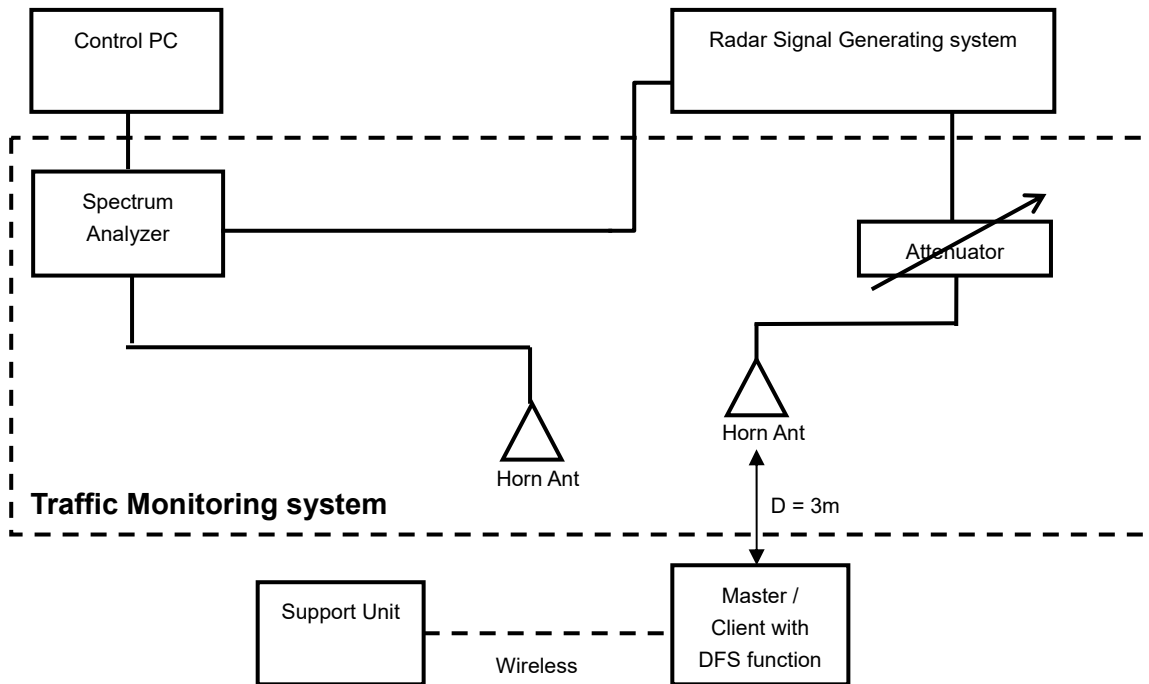 Control PC
Radar Signal Generating system
Spectrum
Analyzer
Attenuator
Horn Ant
Horn Ant
Traffic Monitoring system
D = 3m
Support Unit
Wireless
Master /
Client with
DFS function